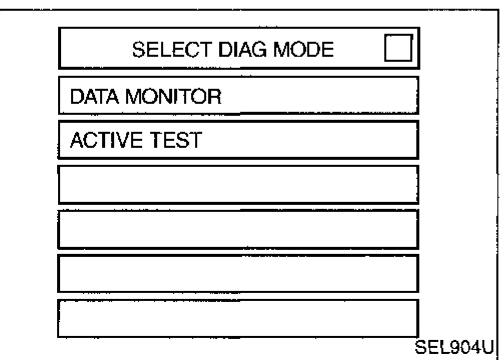 SELECT DIAG MODE
DATA MONITOR
ACTIVE TEST
SEL904U